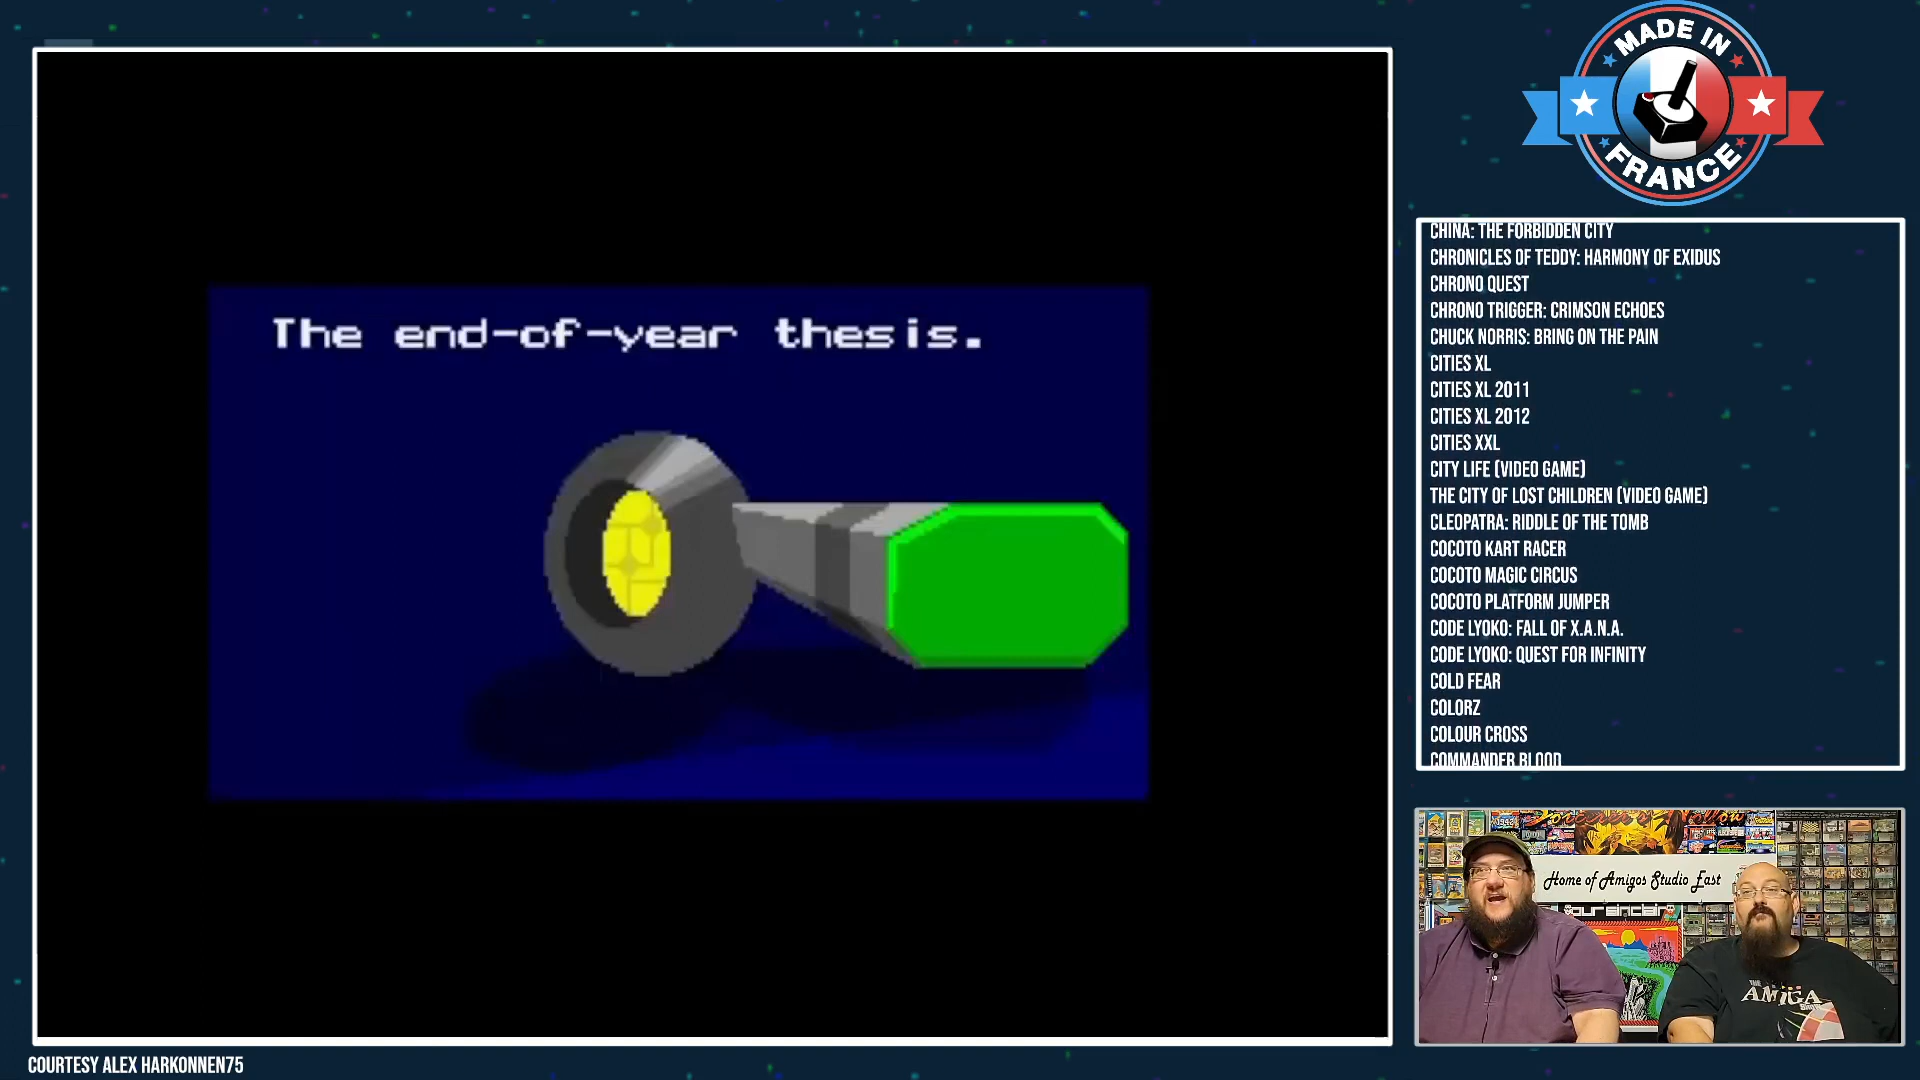 MADE IN
FRANCE
The end-of-year thesis.
CHINA: THE FORBIDDEN CITY
CHRONICLES OF TEDDY: HARMONY OF EXIDUS
CHRONO QUEST
CHRONO TRIGGER: CRIMSON ECHOES
CHUCK NORRIS: BRING ON THE PAIN
CITIES XL
CITIES XL 2011
CITIES XL 2012
CITIES XXL
CITY LIFE (VIDEO GAME)
THE CITY OF LOST CHILDREN (VIDEO GAME)
CLEOPATRA: RIDDLE OF THE TOMB
COCOTO KART RACER
COCOTO MAGIC CIRCUS
COCOTO PLATFORM JUMPER
CODE LYOKO: FALL OF X.A.N.A.
CODE LYOKO: QUEST FOR INFINITY
COLD FEAR
COLORZ
COLOUR CROSS
COMMANDER BLOOD
Home of Amigos Studio East
our sinclair
THE
AMIGA
COURTESY ALEX HARKONNEN75